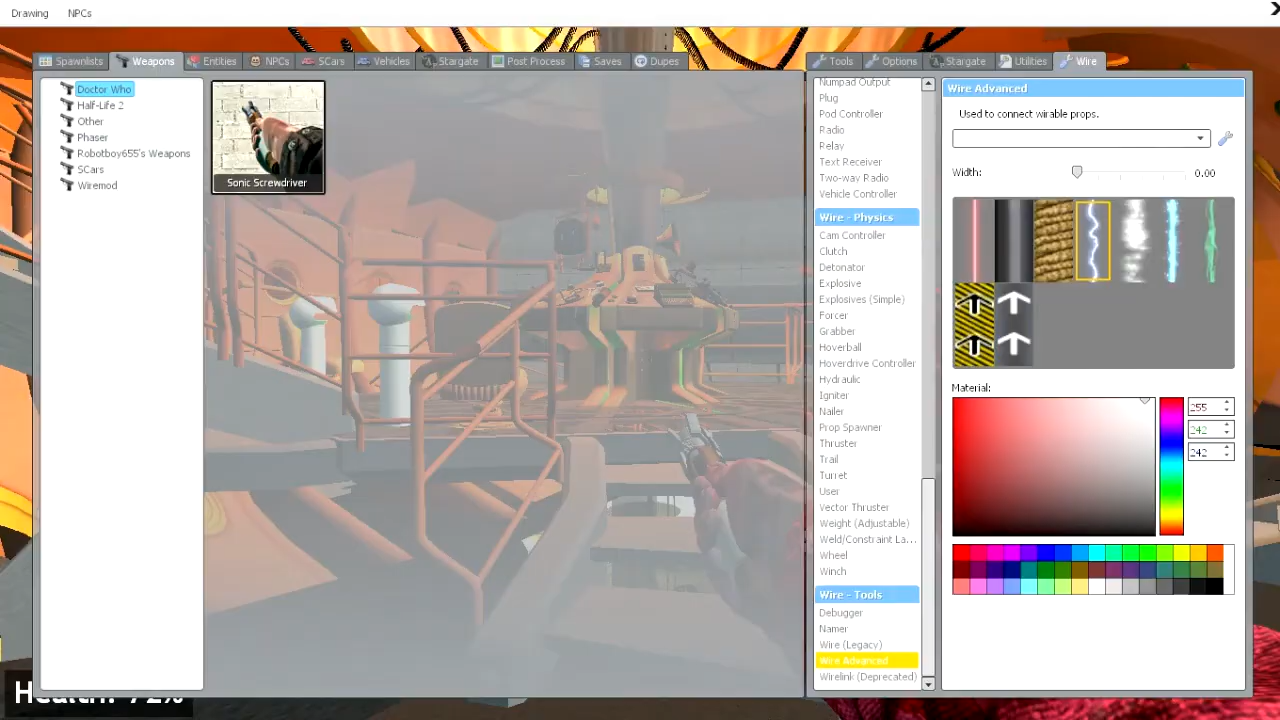 Drawing NPCs
Spawnlists Weapons Entities NPCs SCars Vehicles Stargate Post Process Saves Dupes
Tools Options Stargate Utilities Wire
Doctor Who
Half-Life 2
Other
Phaser
Robotboy655's Weapons
SCars
Wiremod
Sonic Screwdriver
Numpad Output
Plug
Pod Controller
Radio
Relay
Text Receiver
Two-way Radio
Vehicle Controller
Wire - Physics
Cam Controller
Clutch
Detonator
Explosive
Explosives (Simple)
Forcer
Grabber
Hoverball
Hoverdrive Controller
Hydraulic
Igniter
Nailer
Prop Spawner
Thruster
Trail
Turret
User
Vector Thruster
Weight (Adjustable)
Weld/Constraint La...
Wheel
Winch
Wire - Tools
Debugger
Namer
Wire (Legacy)
Wire Advanced
Wirelink (Deprecated)
Wire Advanced
Used to connect wirable props.
Width: 0.00
Material:
255
242
242
Health: 72%